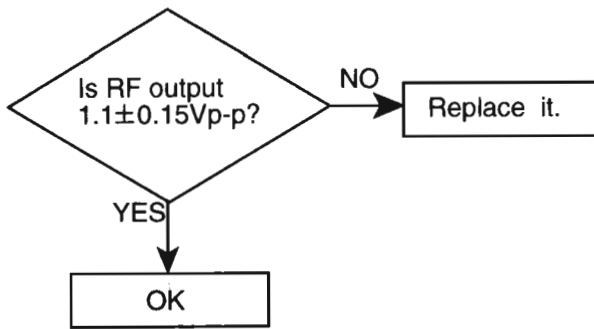 Is RF output
1.1±0.15Vp-p?
NO
Replace it.
YES
OK